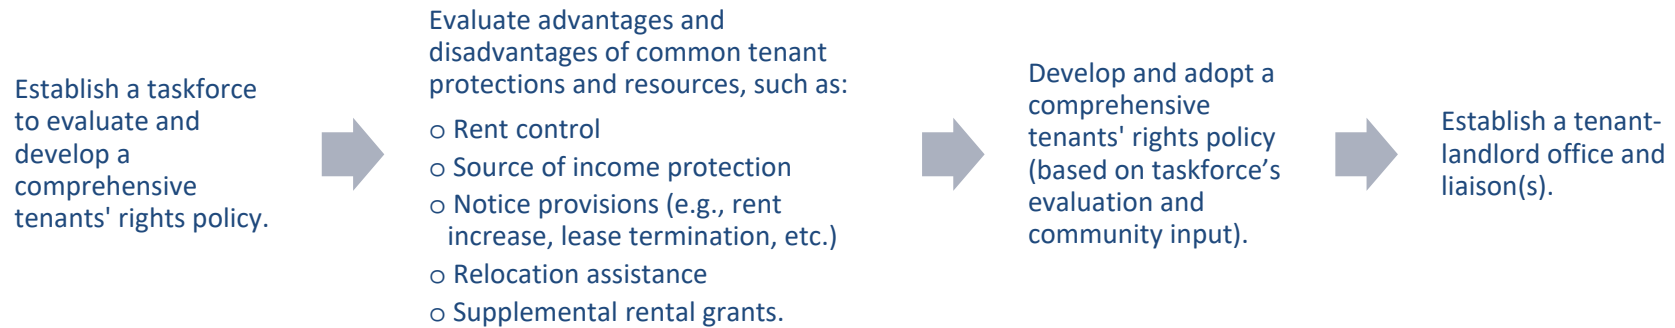 Establish a taskforce
to evaluate and
develop a
comprehensive
tenants' rights policy.
Evaluate advantages and
disadvantages of common tenant
protections and resources, such as:
o Rent control
o Source of income protection
o Notice provisions (e.g., rent
increase, lease termination, etc.)
o Relocation assistance
o Supplemental rental grants.
Develop and adopt a
comprehensive
tenants' rights policy
(based on taskforce’s
evaluation and
community input).
Establish a tenant-
landlord office and
liaison(s).